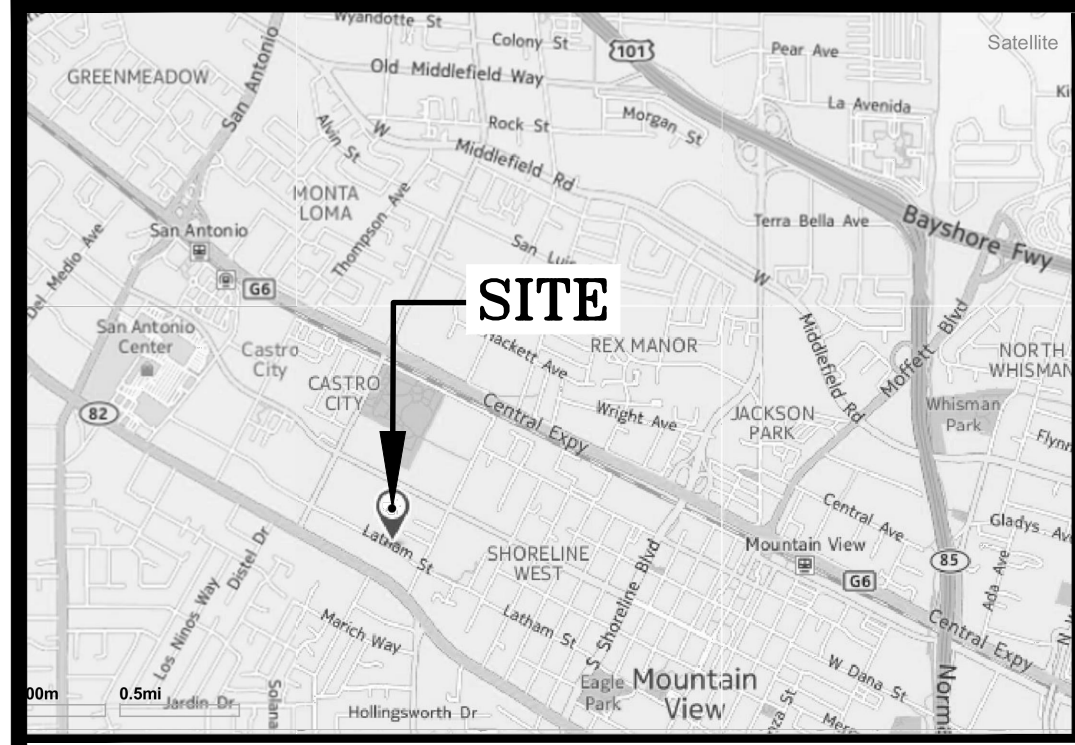 Wyandotte St
Colony St
101
Pear Ave
Satellite
GREENMEADOW
San Antonio
Old Middlefield Way
La Avenida
Alvin St
W
Middlefield Rd
Rock St
Morgan St
MONTA
LOMA
Thompson Ave
Terra Bella Ave
Bayshore Fwy
San Antonio
Del Medio Ave
G6
San Luis
SITE
W
Middlefield Rd
Moffett Blvd
San Antonio
Center
Castro
City
CASTRO
CITY
Hackett Ave
REX MANOR
NORTH
WHISMAN
82
Central Expy
Wright Ave
JACKSON
PARK
Whisman
Park
Flynn
Latham St
SHORELINE
WEST
Central Ave
Gladys Av
Mountain View
G6
85
Ada Ave
Distel Dr
Los Ninos Way
Marich Way
Latham St
S Shoreline Blvd
Central Expy
W Dana St
00m
0.5mi
Jardin Dr
Solana
Hollingsworth Dr
Eagle
Park
Mountain
View
Merc